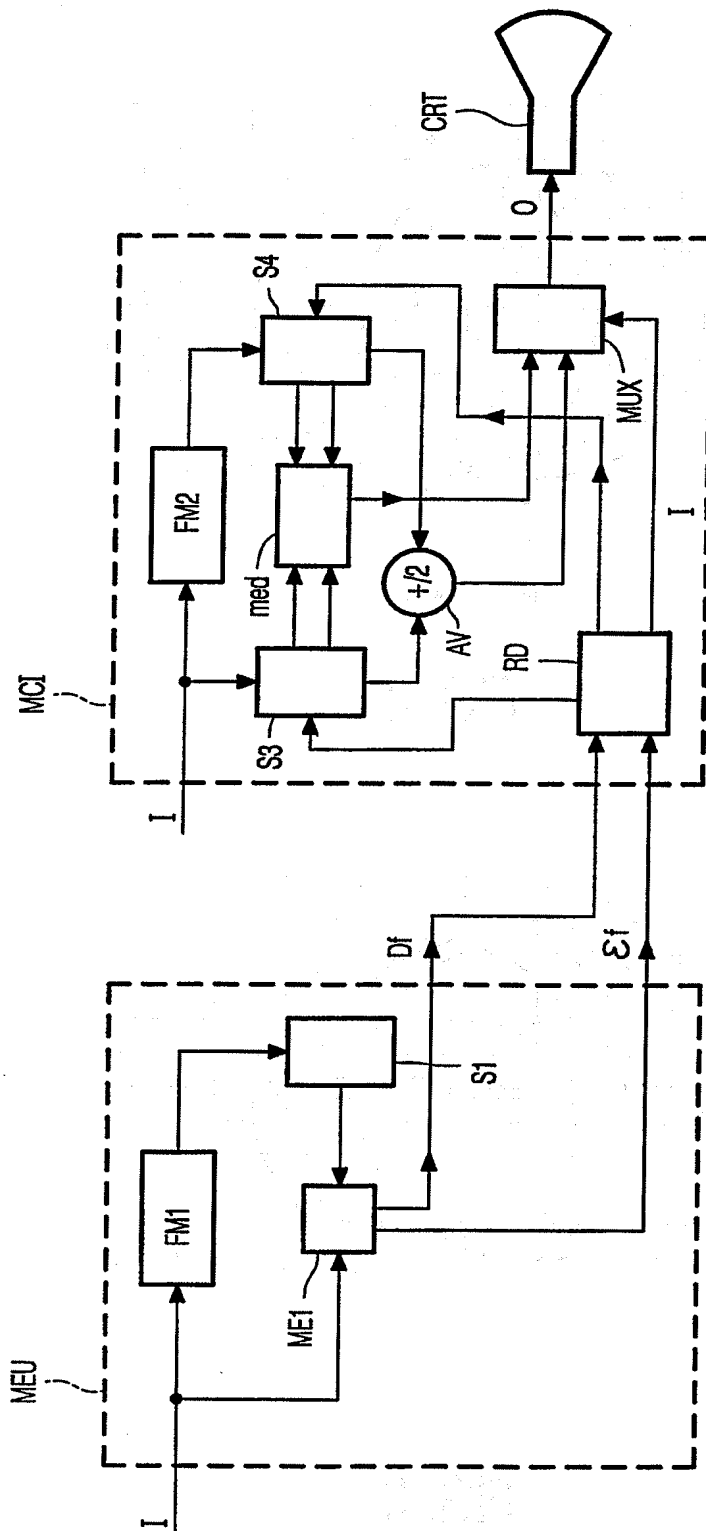 MEU
I
FM1
S1
ME1
Df
εf
MCI
I
FM2
S4
med
S3
+/2
AV
RD
MUX
I
O
CRT